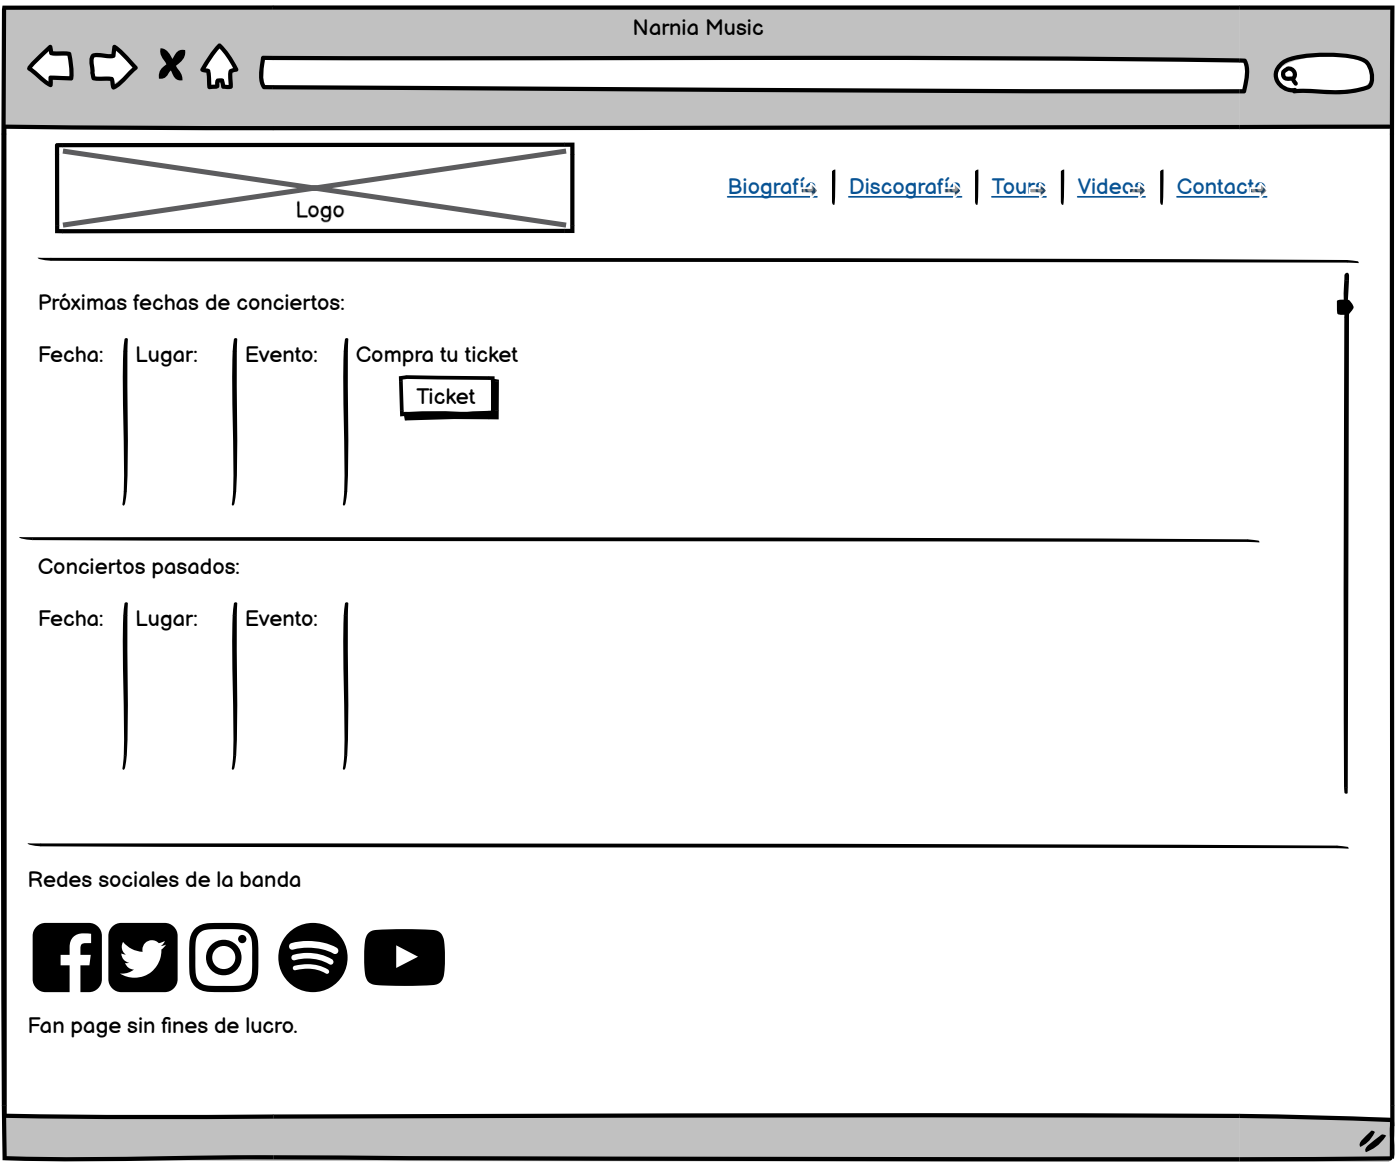 Narnia Music
Logo
Biografía Discografía Tours Videos Contacto
Próximas fechas de conciertos:
Fecha: Lugar: Evento: Compra tu ticket
Ticket
Conciertos pasados:
Fecha: Lugar: Evento:
Redes sociales de la banda
Fan page sin fines de lucro.